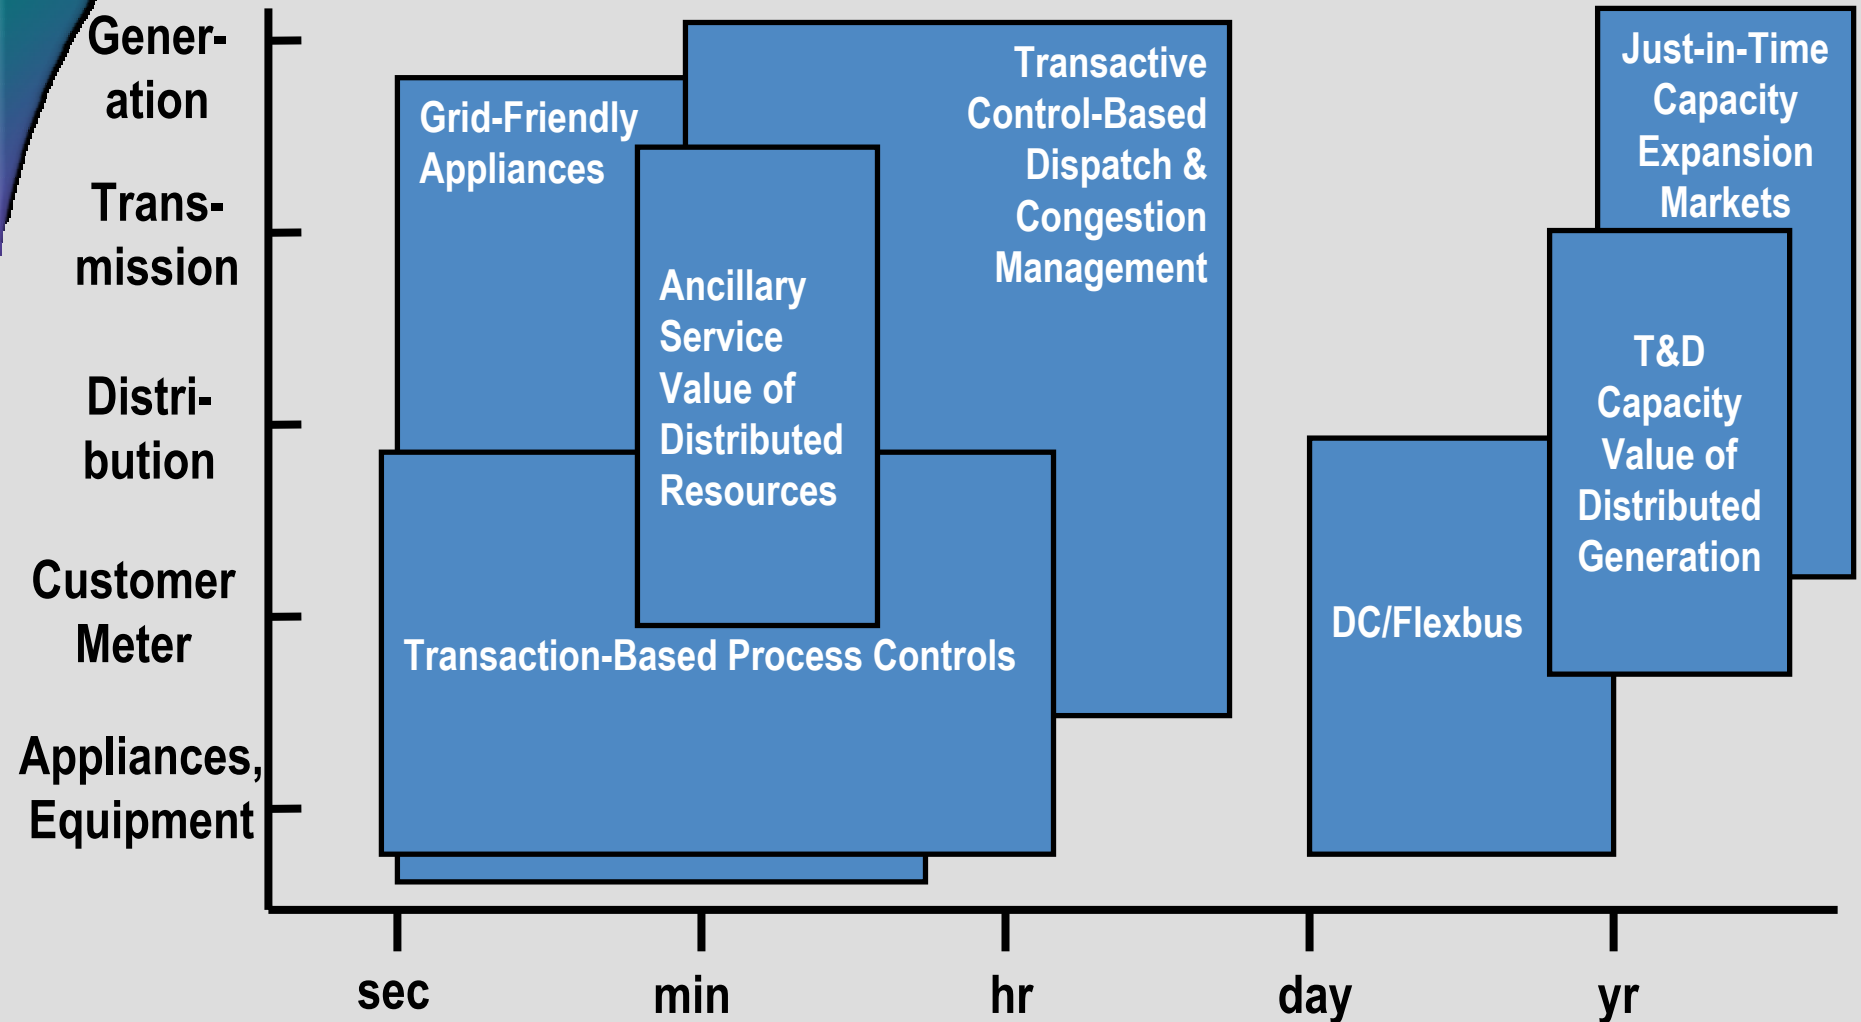 Gener-
ation
Trans-
mission
Distri-
bution
Customer
Meter
Appliances,
Equipment
Grid-Friendly
Appliances
Transactive
Control-Based
Dispatch &
Congestion
Management
Ancillary
Service
Value of
Distributed
Resources
Transaction-Based Process Controls
Just-in-Time
Capacity
Expansion
Markets
T&D
Capacity
Value of
Distributed
Generation
DC/Flexbus
sec
min
hr
day
yr